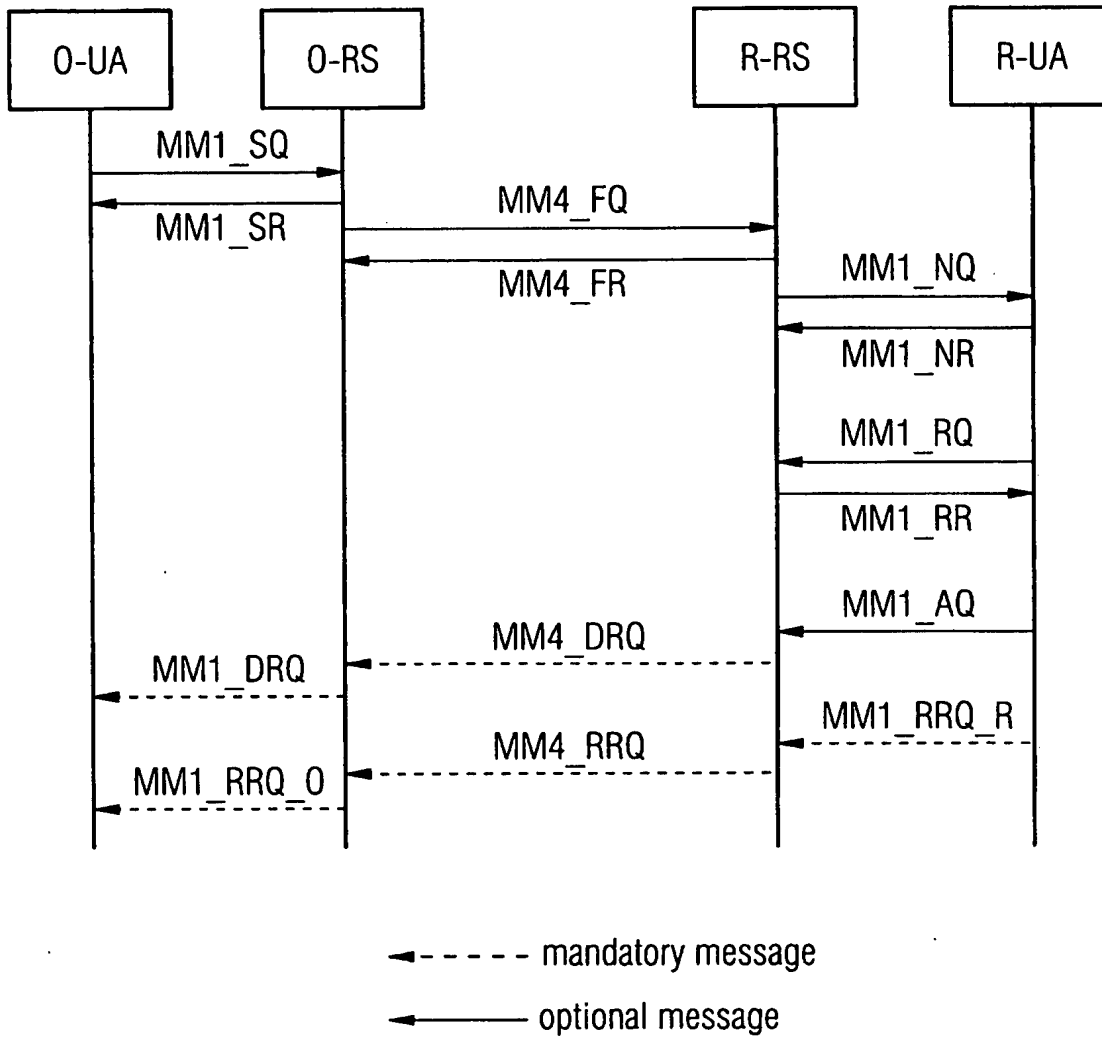 O-UA
O-RS
R-RS
R-UA
MM1_SQ
MM1_SR
MM4_FQ
MM4_FR
MM1_NQ
MM1_NR
MM1_RQ
MM1_RR
MM1_AQ
MM4_DRQ
MM1_DRQ
MM1_RRQ_R
MM4_RRQ
MM1_RRQ_O
mandatory message
optional message